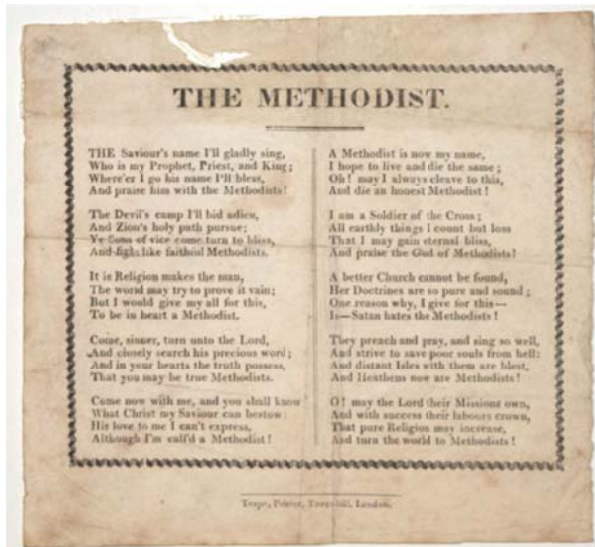 THE METHODIST.
THE Saviour's name I'll gladly sing,
Who is my Prophet, Priest, and King;
Where'er I go his name I'll bless,
And praise him with the Methodists!
The Devil's camp I'll bid adieu,
And Zion's holy path pursue;
Ye Sons of vice come turn to bliss,
And fight like faithful Methodists.
It is Religion makes the man,
The world may try to prove it vain;
But I would give my all for this,
To be in heart a Methodist.
Come, sinner, turn unto the Lord,
And closely search his precious word;
And in your hearts the truth possess,
That you may be true Methodists.
Come now with me, and you shall know
What Christ my Saviour can bestow
His love to me I can't express,
Although I'm call'd a Methodist!
A Methodist is now my name,
I hope to live and die the same;
Oh! may I always cleave to this,
And die an honest Methodist!
I am a Soldier of the Cross;
All earthly things I count but loss
That I may gain eternal bliss,
And praise the God of Methodists!
A better Church cannot be found,
Her Doctrines are so pure and sound;
One reason why, I give for this—
Is—Satan hates the Methodists!
They preach and pray, and sing so well,
And strive to save poor souls from hell:
And distant Isles with them are blest,
And Heathens now are Methodists!
O! may the Lord their Missions own,
And with success their labours crown,
That pure Religion may increase,
And turn the world to Methodists!
Teape, Printer, Tower-hill, London.